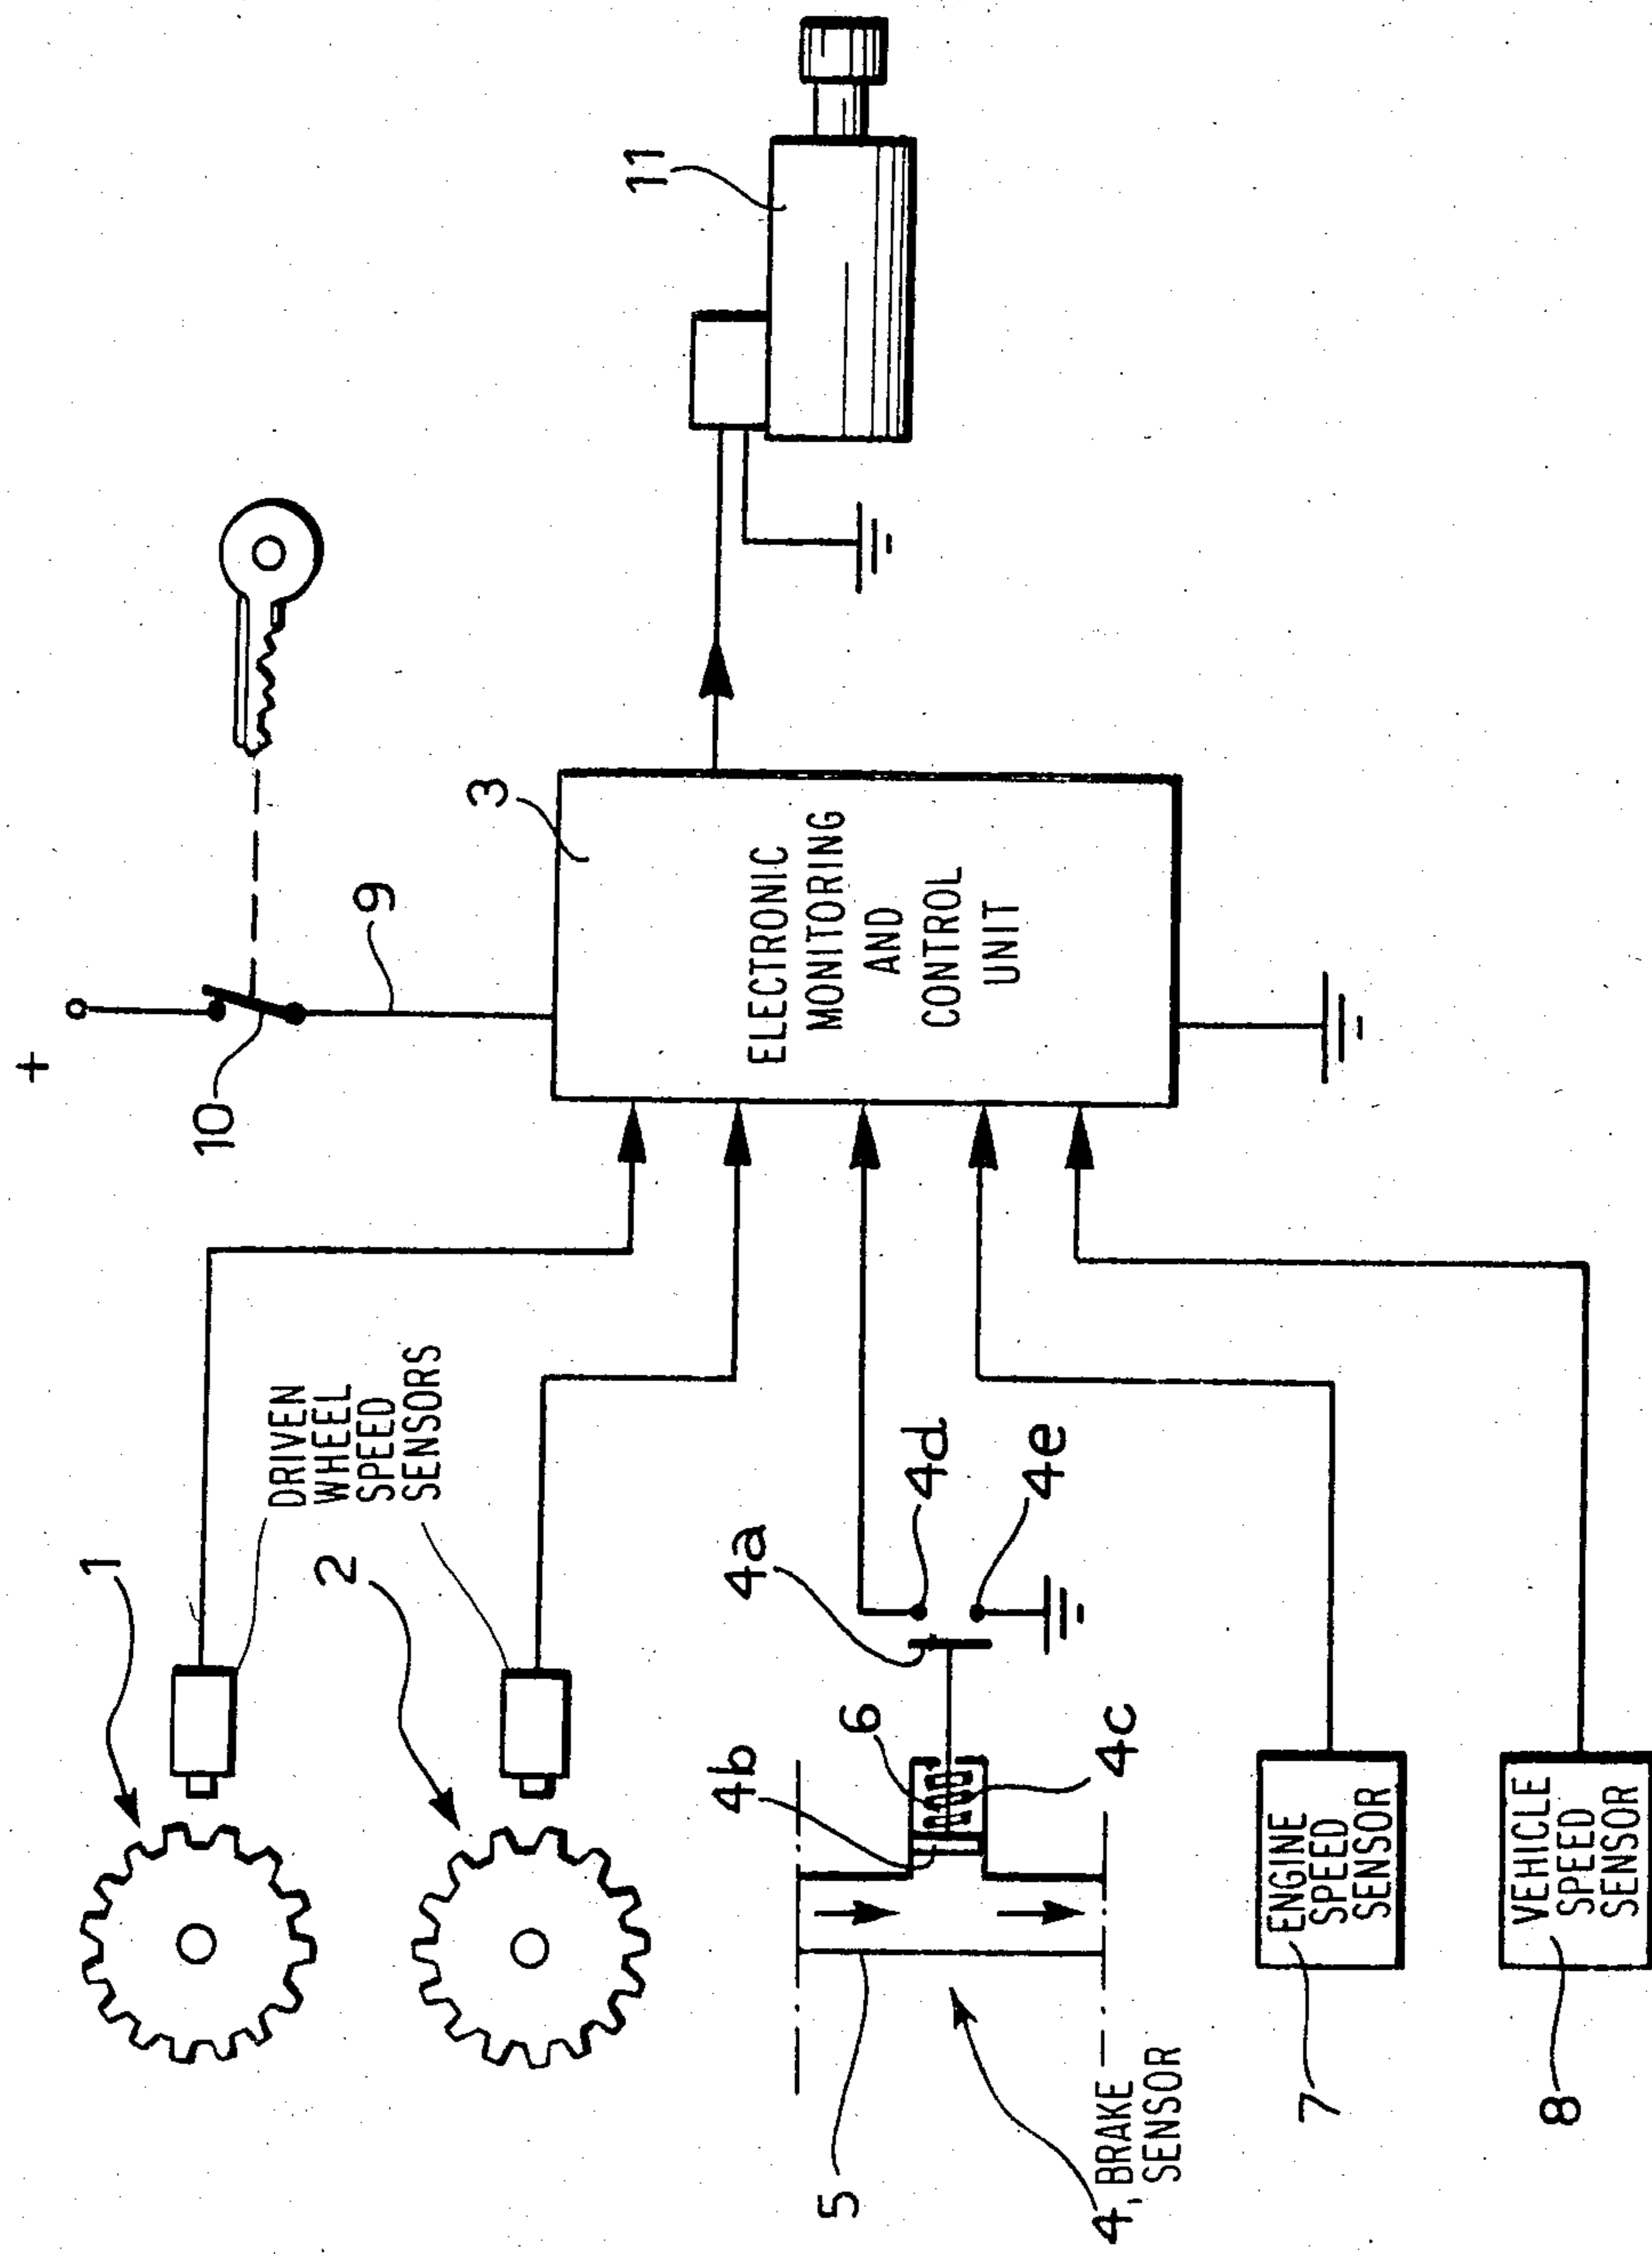 1
DRIVEN
WHEEL
SPEED
SENSORS
2
+
10
9
3
ELECTRONIC
MONITORING
AND
CONTROL
UNIT
11
4a
4d
4e
4b
6
4c
5
4, BRAKE
SENSOR
7
ENGINE
SPEED
SENSOR
8
VEHICLE
SPEED
SENSOR